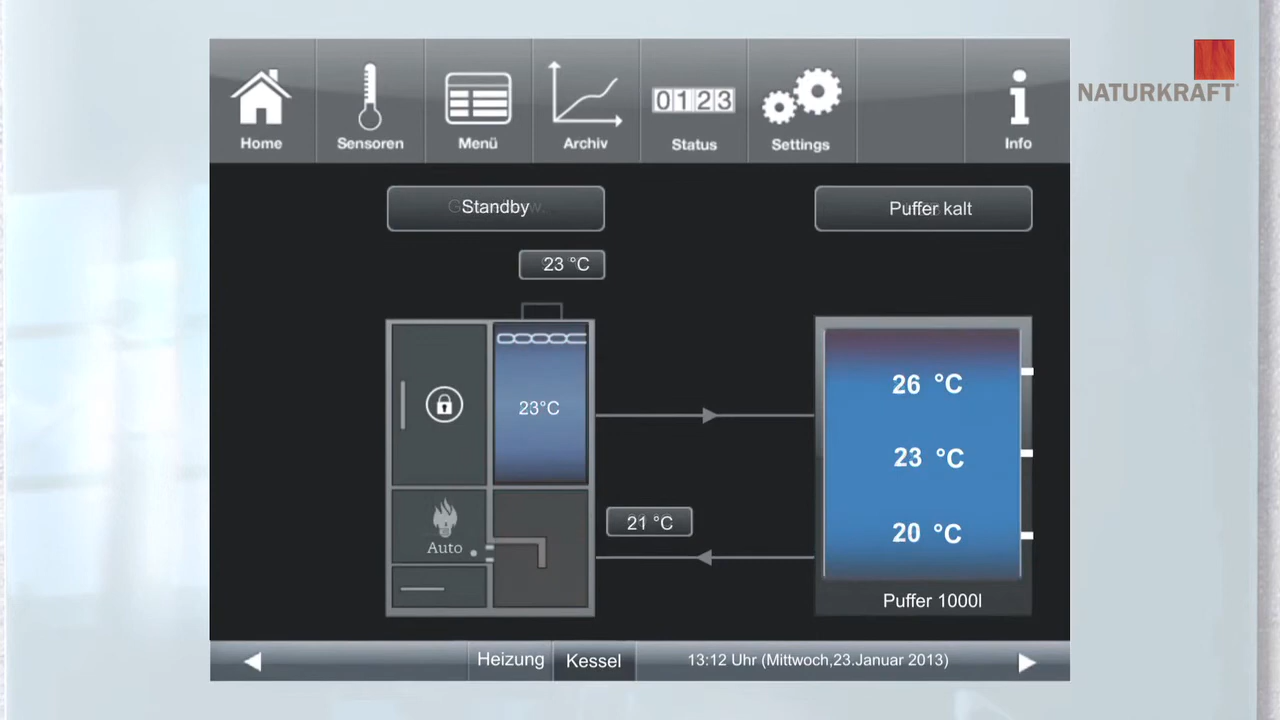 NATURKRAFT
Home
Sensoren
Menü
Archiv
0123
Status
Settings
Info
Standby
Puffer kalt
23 °C
23°C
26 °C
23 °C
20 °C
21 °C
Auto
Puffer 1000l
Heizung
Kessel
13:12 Uhr (Mittwoch,23.Januar 2013)